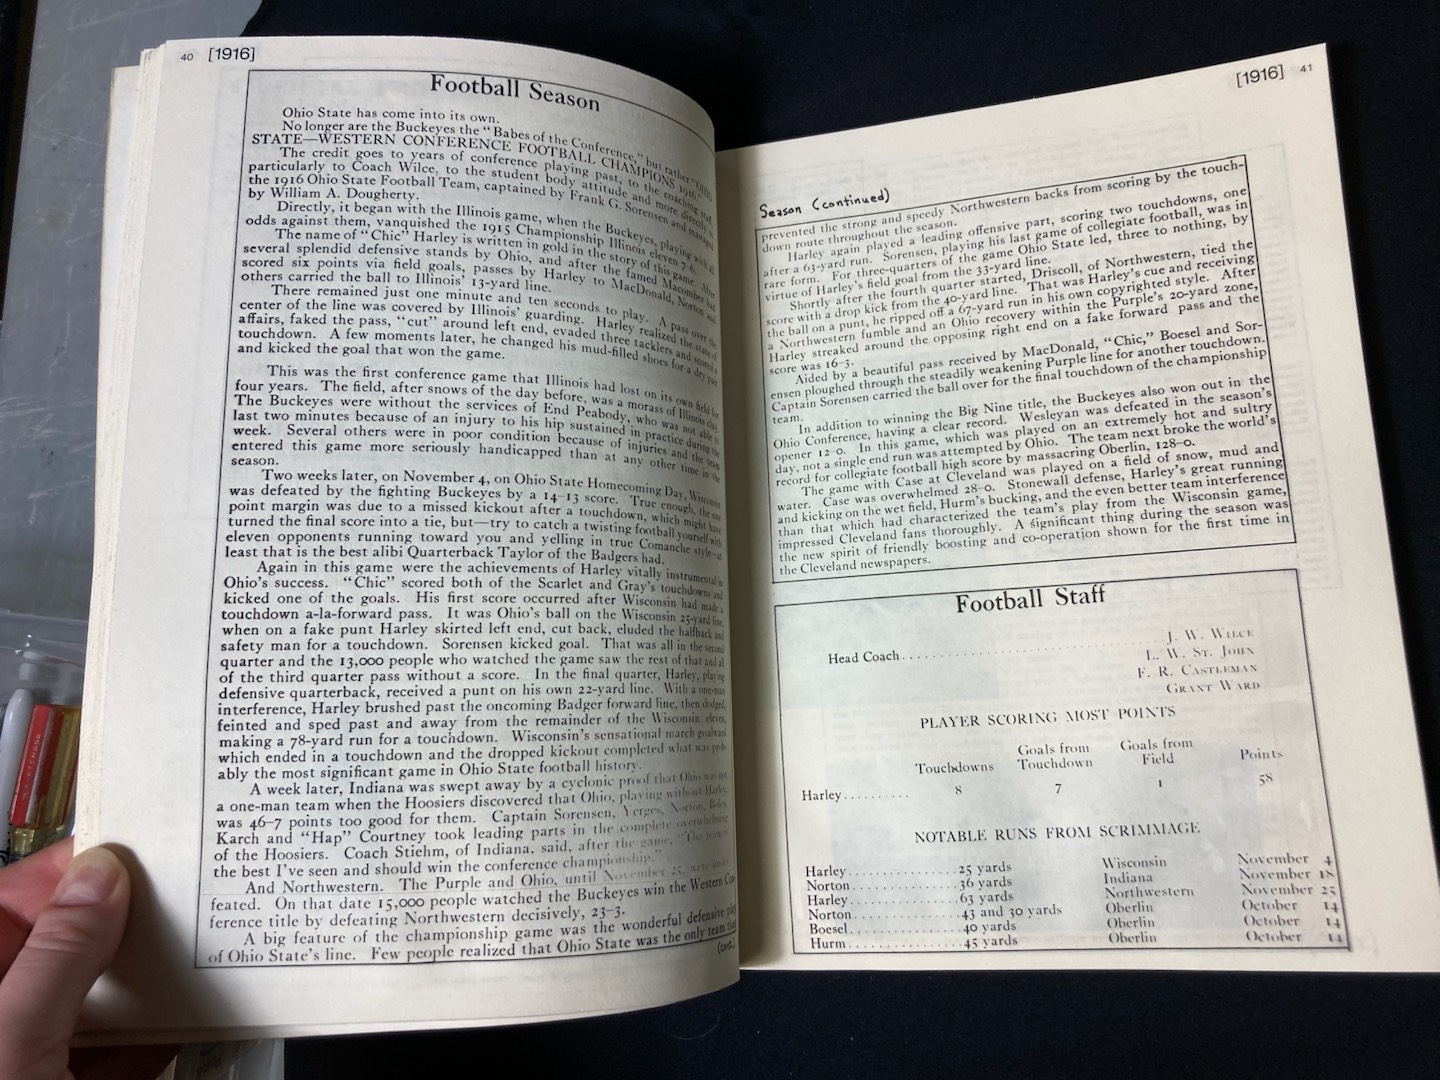 40 [1916]
Football Season
Ohio State has come into its own.
No longer are the Buckeyes the "Babes of the Conference," but rather "OHIO
STATE—WESTERN CONFERENCE FOOTBALL CHAMPIONS 1916."
The credit goes to years of conference playing past, to the coaching staff,
particularly to Coach Wilce, to the student body attitude and more directly to
the 1916 Ohio State Football Team, captained by Frank G. Sorensen and managed
by William A. Dougherty.
Directly, it began with the Illinois game, when the Buckeyes, playing with all
odds against them, vanquished the 1915 Championship Illinois eleven 7-6.
The name of "Chic" Harley is written in gold in the story of this game. After
several splendid defensive stands by Ohio, and after the famed Macomber had
scored six points via field goals, passes by Harley to MacDonald, Norton and
others carried the ball to Illinois' 13-yard line.
There remained just one minute and ten seconds to play. A pass over the
center of the line was covered by Illinois' guarding. Harley realized the state of
affairs, faked the pass, "cut" around left end, evaded three tacklers and scored a
touchdown. A few moments later, he changed his mud-filled shoes for a dry pair
and kicked the goal that won the game.
This was the first conference game that Illinois had lost on its own field for
four years. The field, after snows of the day before, was a morass of Illinois clay.
The Buckeyes were without the services of End Peabody, who was not able to
last two minutes because of an injury to his hip sustained in practice during the
week. Several others were in poor condition because of injuries and the team
entered this game more seriously handicapped than at any other time in the
season.
Two weeks later, on November 4, on Ohio State Homecoming Day, Wisconsin
was defeated by the fighting Buckeyes by a 14-13 score. True enough, the one
point margin was due to a missed kickout after a touchdown, which might have
turned the final score into a tie, but—try to catch a twisting football yourself with
eleven opponents running toward you and yelling in true Comanche style—at
least that is the best alibi Quarterback Taylor of the Badgers had.
Again in this game were the achievements of Harley vitally instrumental in
Ohio's success. "Chic" scored both of the Scarlet and Gray's touchdowns and
kicked one of the goals. His first score occurred after Wisconsin had made a
touchdown a-la-forward pass. It was Ohio's ball on the Wisconsin 25-yard line,
when on a fake punt Harley skirted left end, cut back, eluded the halfback and
safety man for a touchdown. Sorensen kicked goal. That was all in the second
quarter and the 13,000 people who watched the game saw the rest of that and all
of the third quarter pass without a score. In the final quarter, Harley, playing
defensive quarterback, received a punt on his own 22-yard line. With a one-man
interference, Harley brushed past the oncoming Badger forward line, then dodged,
feinted and sped past and away from the remainder of the Wisconsin eleven,
making a 78-yard run for a touchdown. Wisconsin's sensational march goalward
which ended in a touchdown and the dropped kickout completed what was prob-
ably the most significant game in Ohio State football history.
A week later, Indiana was swept away by a cyclonic proof that Ohio was not
a one-man team when the Hoosiers discovered that Ohio, playing without Harley,
was 46-7 points too good for them. Captain Sorensen, Yerges, Norton, Bolen,
Karch and "Hap" Courtney took leading parts in the complete overwhelming
of the Hoosiers. Coach Stiehm, of Indiana, said, after the game, "The team is
the best I've seen and should win the conference championship."
And Northwestern. The Purple and Ohio, until November 25, were unde-
feated. On that date 15,000 people watched the Buckeyes win the Western Con-
ference title by defeating Northwestern decisively, 23-3.
A big feature of the championship game was the wonderful defensive play
of Ohio State's line. Few people realized that Ohio State was the only team that
(cont.)
[1916] 41
Season (continued)
prevented the strong and speedy Northwestern backs from scoring by the touch-
down route throughout the season.
Harley again played a leading offensive part, scoring two touchdowns, one
after a 63-yard run. Sorensen, playing his last game of collegiate football, was in
rare form. For three-quarters of the game Ohio State led, three to nothing, by
virtue of Harley's field goal from the 33-yard line.
Shortly after the fourth quarter started, Driscoll, of Northwestern, tied the
score with a drop kick from the 40-yard line. That was Harley's cue and receiving
the ball on a punt, he ripped off a 67-yard run in his own copyrighted style. After
a Northwestern fumble and an Ohio recovery within the Purple's 20-yard zone,
Harley streaked around the opposing right end on a fake forward pass and the
score was 16-3.
Aided by a beautiful pass received by MacDonald, "Chic," Boesel and Sor-
ensen ploughed through the steadily weakening Purple line for another touchdown.
Captain Sorensen carried the ball over for the final touchdown of the championship
team.
In addition to winning the Big Nine title, the Buckeyes also won out in the
Ohio Conference, having a clear record. Wesleyan was defeated in the season's
opener 12-0. In this game, which was played on an extremely hot and sultry
day, not a single end run was attempted by Ohio. The team next broke the world's
record for collegiate football high score by massacring Oberlin, 128-0.
The game with Case at Cleveland was played on a field of snow, mud and
water. Case was overwhelmed 28-0. Stonewall defense, Harley's great running
and kicking on the wet field, Hurm's bucking, and the even better team interference
than that which had characterized the team's play from the Wisconsin game,
impressed Cleveland fans thoroughly. A significant thing during the season was
the new spirit of friendly boosting and co-operation shown for the first time in
the Cleveland newspapers.
Football Staff
Head Coach . . . . . J. W. WILCE
L. W. ST. JOHN
F. R. CASTLEMAN
GRANT WARD
PLAYER SCORING MOST POINTS
Touchdowns Goals from Touchdown Goals from Field Points
Harley . . . . . 8 7 1 58
NOTABLE RUNS FROM SCRIMMAGE
Harley . . . . . 25 yards Wisconsin November 4
Norton . . . . . 36 yards Indiana November 18
Harley . . . . . 63 yards Northwestern November 25
Norton . . . . . 43 and 30 yards Oberlin October 14
Boesel . . . . . 40 yards Oberlin October 14
Hurm . . . . . 45 yards Oberlin October 14